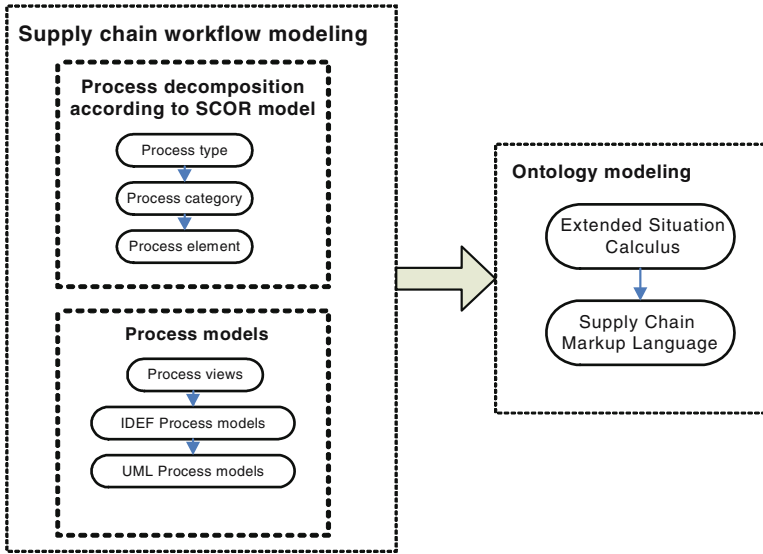 Supply chain workflow modeling
Process decomposition
according to SCOR model
Process type
Process category
Process element
Process models
Process views
IDEF Process models
UML Process models
Ontology modeling
Extended Situation
Calculus
Supply Chain
Markup Language